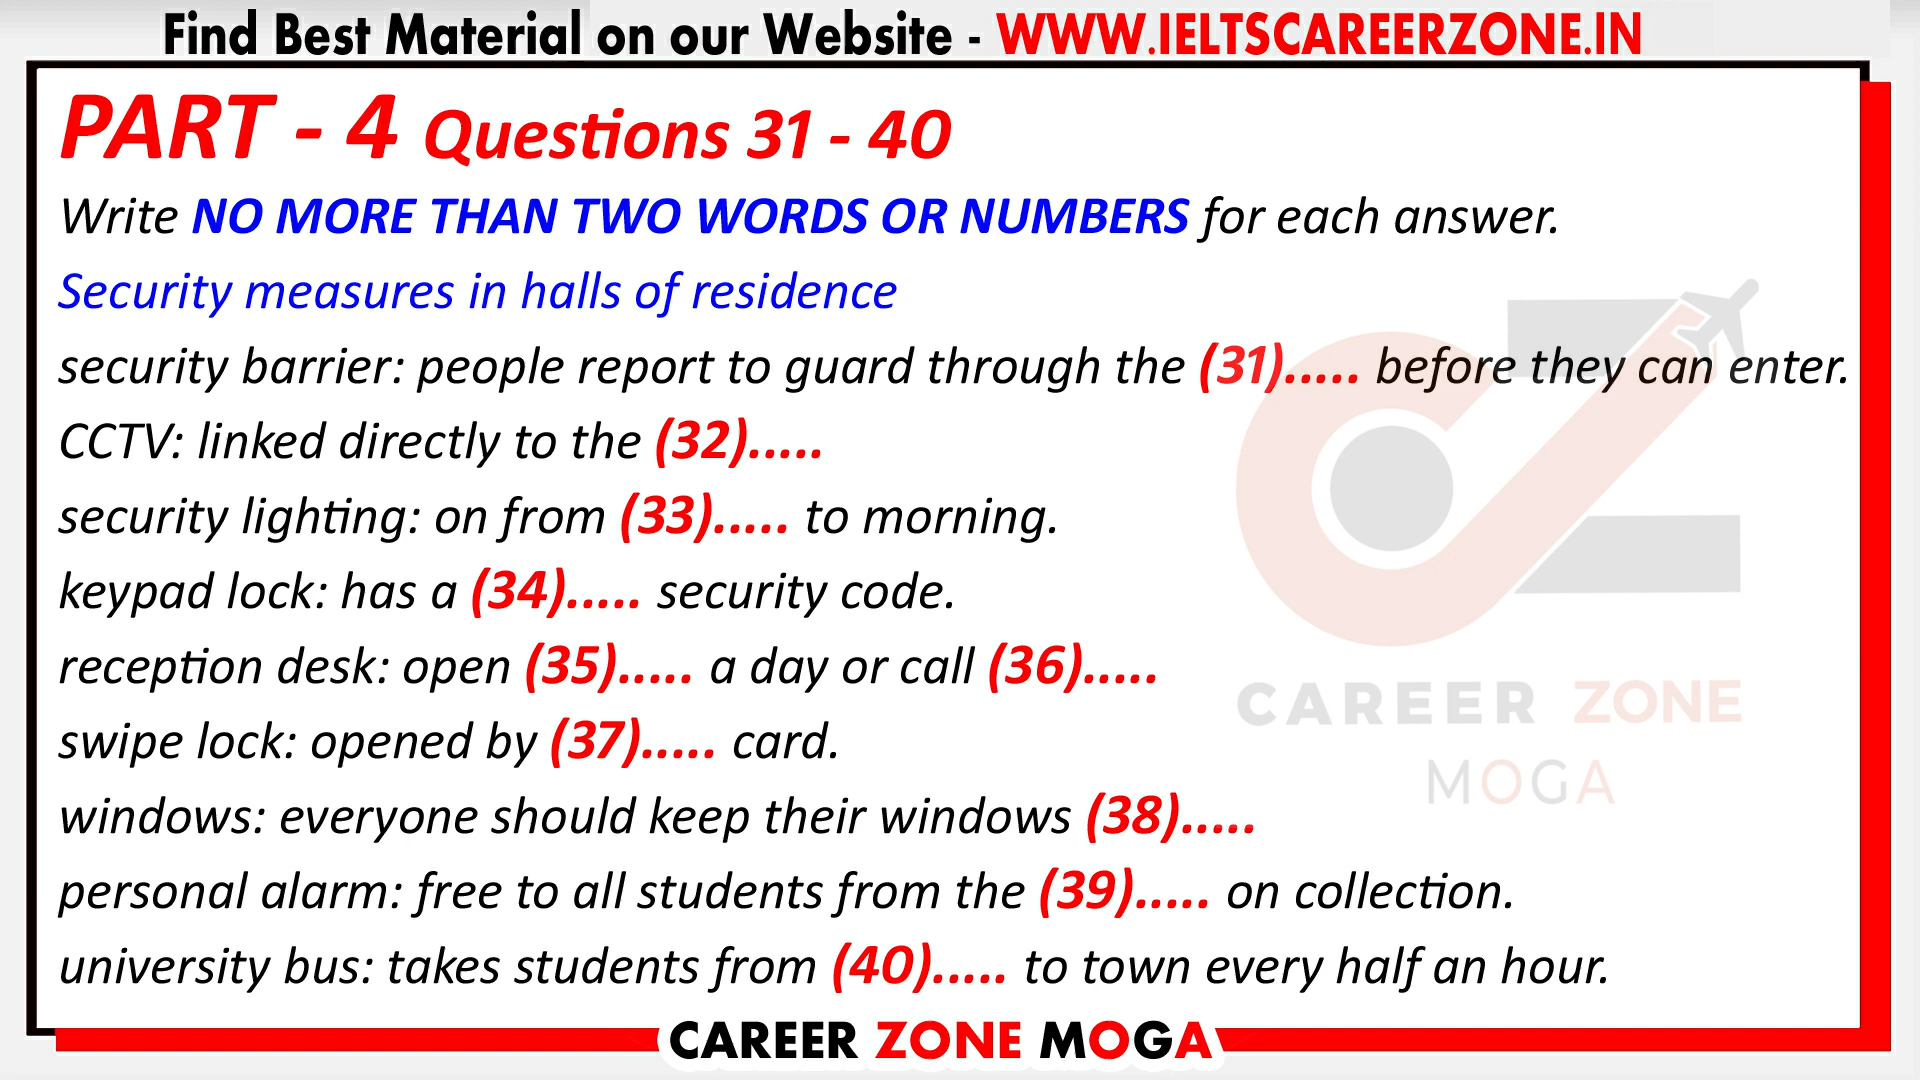 Find Best Material on our Website - WWW.IELTSCAREERZONE.IN
PART - 4 Questions 31 - 40
Write NO MORE THAN TWO WORDS OR NUMBERS for each answer.
Security measures in halls of residence
security barrier: people report to guard through the (31)..... before they can enter.
CCTV: linked directly to the (32).....
security lighting: on from (33)..... to morning.
keypad lock: has a (34)..... security code.
reception desk: open (35)..... a day or call (36).....
swipe lock: opened by (37)..... card.
windows: everyone should keep their windows (38).....
personal alarm: free to all students from the (39)..... on collection.
university bus: takes students from (40)..... to town every half an hour.
CAREER ZONE
MOGA
CAREER ZONE MOGA